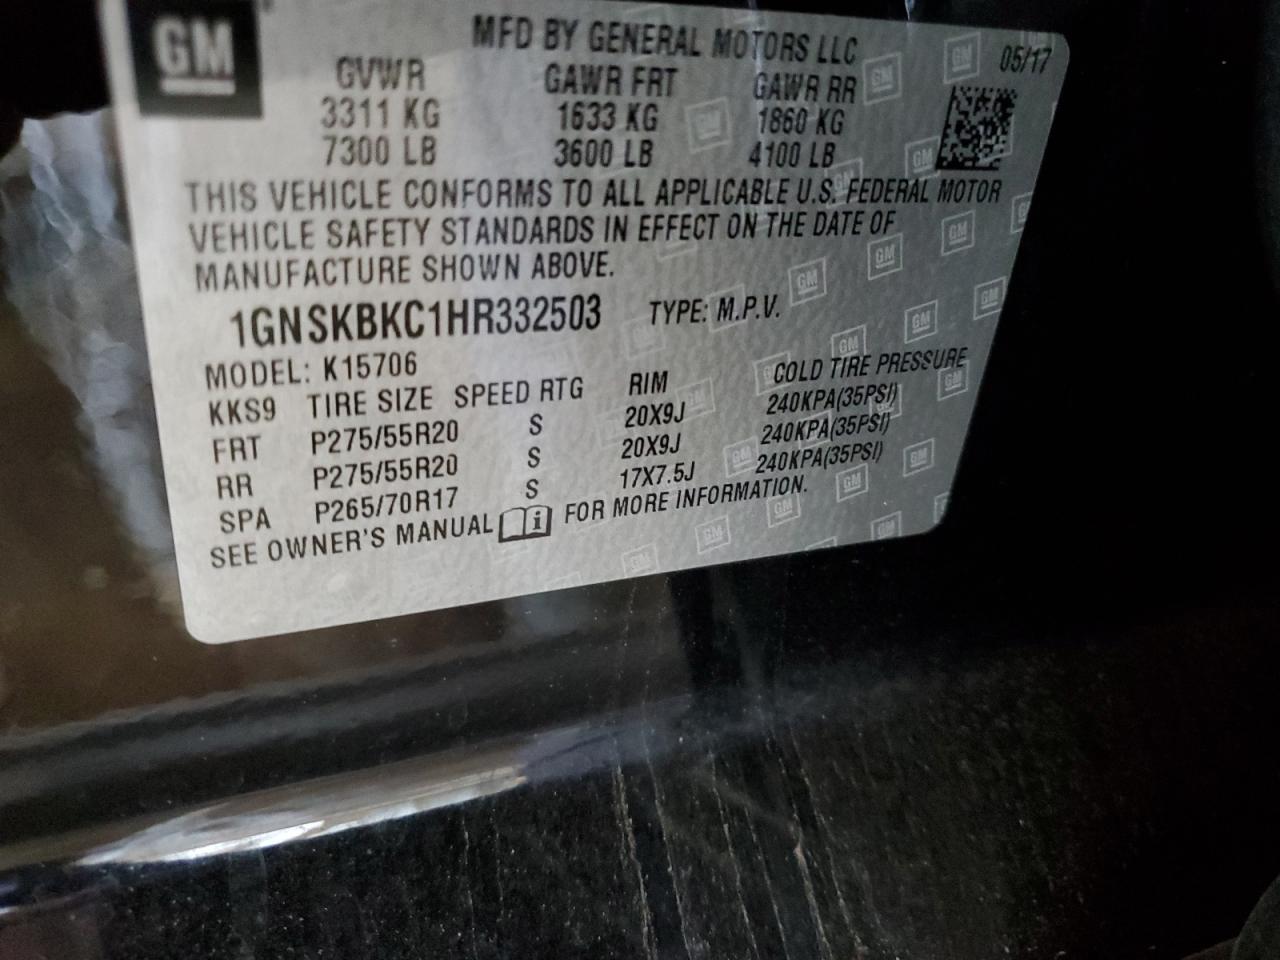 GM
MFD BY GENERAL MOTORS LLC
05/17
GVWR GAWR FRT GAWR RR
3311 KG 1633 KG 1860 KG
7300 LB 3600 LB 4100 LB
THIS VEHICLE CONFORMS TO ALL APPLICABLE U.S. FEDERAL MOTOR
VEHICLE SAFETY STANDARDS IN EFFECT ON THE DATE OF
MANUFACTURE SHOWN ABOVE.
1GNSKBKC1HR332503 TYPE: M.P.V.
MODEL: K15706
KKS9 TIRE SIZE SPEED RTG RIM COLD TIRE PRESSURE
FRT P275/55R20 S 20X9J 240KPA(35PSI)
RR P275/55R20 S 20X9J 240KPA(35PSI)
SPA P265/70R17 S 17X7.5J 240KPA(35PSI)
SEE OWNER'S MANUAL i FOR MORE INFORMATION.